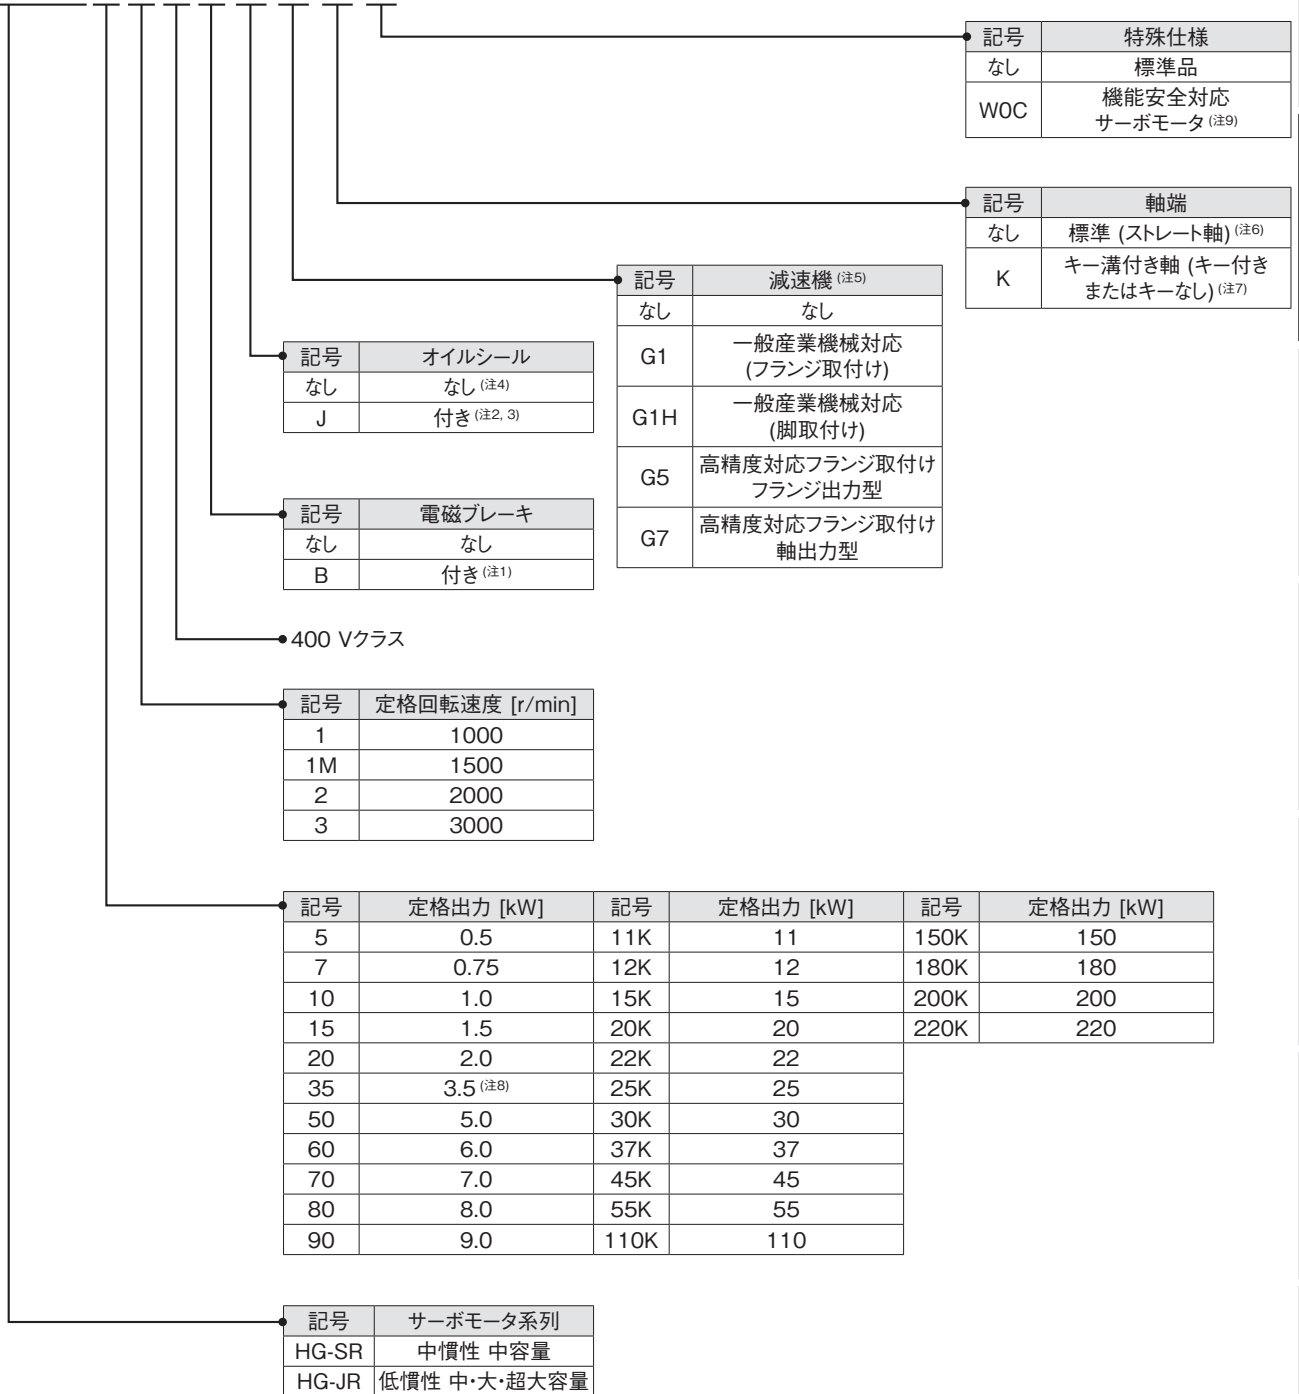 記号 特殊仕様
なし 標準品
W0C 機能安全対応
サーボモータ (注9)
記号 軸端
なし 標準 (ストレート軸) (注6)
K キー溝付き軸 (キー付き
またはキーなし) (注7)
記号 減速機 (注5)
なし なし
G1 一般産業機械対応
(フランジ取付け)
G1H 一般産業機械対応
(脚取付け)
G5 高精度対応フランジ取付け
フランジ出力型
G7 高精度対応フランジ取付け
軸出力型
記号 オイルシール
なし なし (注4)
J 付き (注2, 3)
記号 電磁ブレーキ
なし なし
B 付き (注1)
400 Vクラス
記号 定格回転速度 [r/min]
1 1000
1M 1500
2 2000
3 3000
記号 定格出力 [kW] 記号 定格出力 [kW] 記号 定格出力 [kW]
5 0.5 11K 11 150K 150
7 0.75 12K 12 180K 180
10 1.0 15K 15 200K 200
15 1.5 20K 20 220K 220
20 2.0 22K 22
35 3.5 (注8) 25K 25
50 5.0 30K 30
60 6.0 37K 37
70 7.0 45K 45
80 8.0 55K 55
90 9.0 110K 110
記号 サーボモータ系列
HG-SR 中慣性 中容量
HG-JR 低慣性 中・大・超大容量